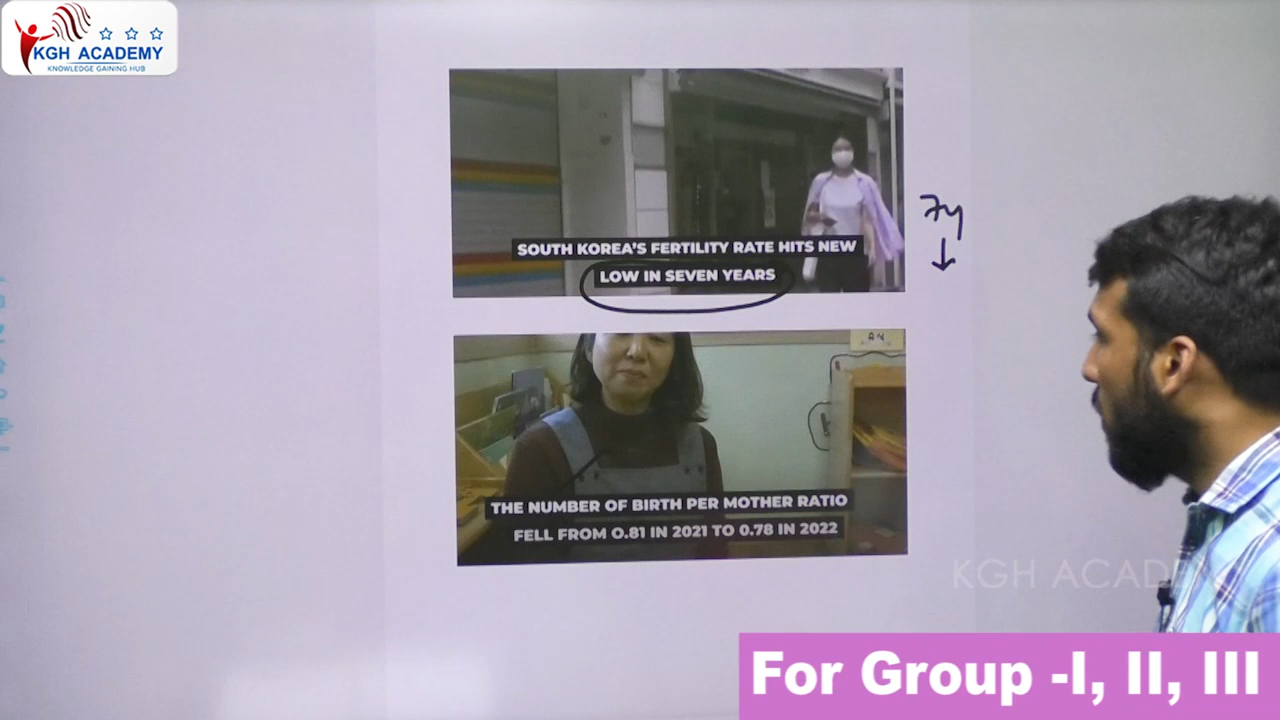 KGH ACADEMY
KNOWLEDGE GAINING HUB
SOUTH KOREA'S FERTILITY RATE HITS NEW
LOW IN SEVEN YEARS
7y
THE NUMBER OF BIRTH PER MOTHER RATIO
FELL FROM 0.81 IN 2021 TO 0.78 IN 2022
KGH ACADE
For Group -I, II, III